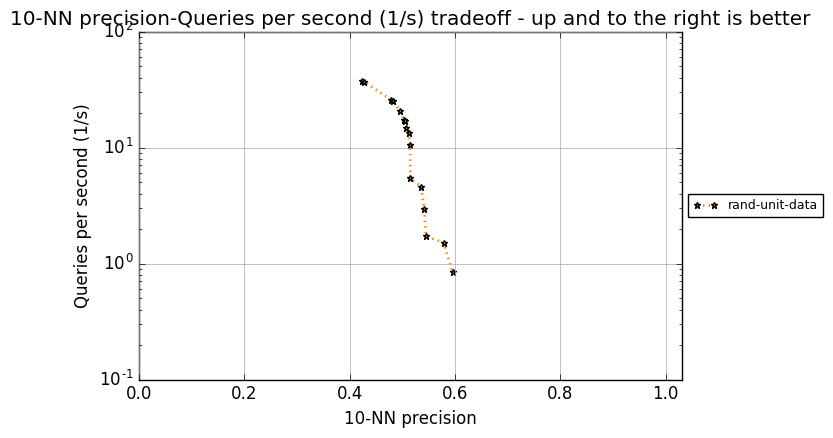 10-NN precision-Queries per second (1/s) tradeoff - up and to the right is better
10²
10¹
10⁰
10⁻¹
Queries per second (1/s)
rand-unit-data
0.0 0.2 0.4 0.6 0.8 1.0
10-NN precision